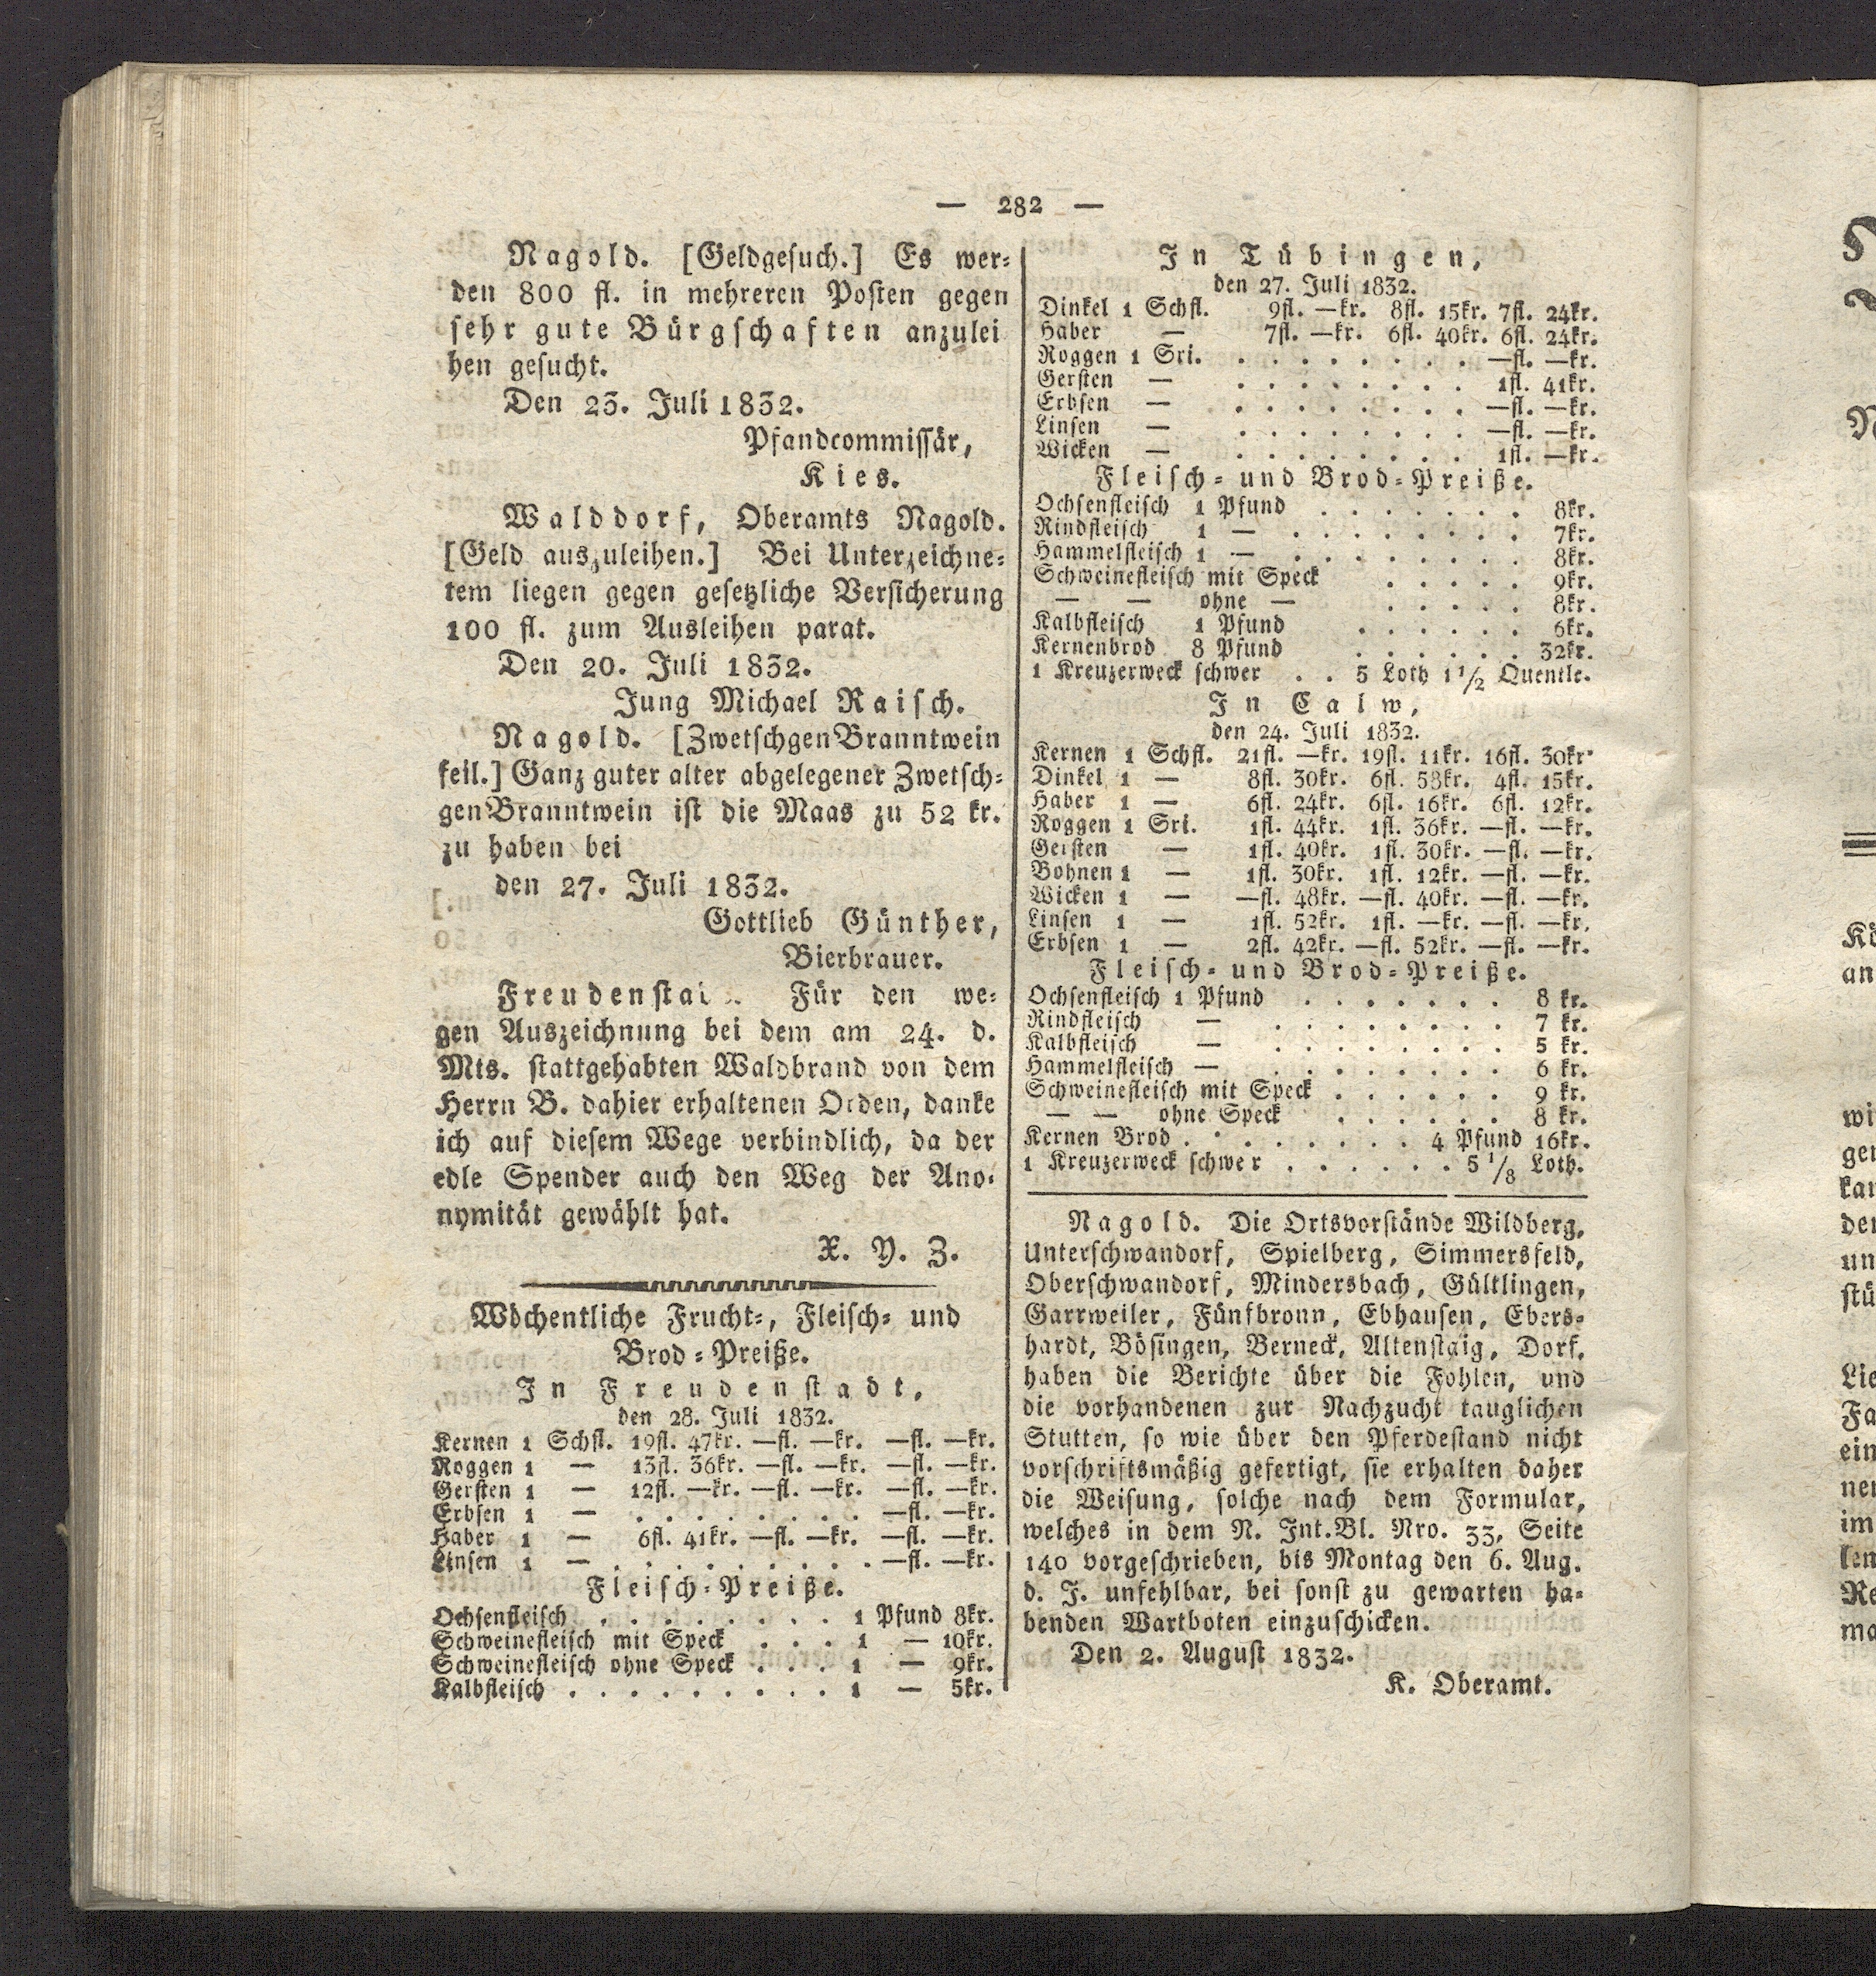 — 282 —
Nagold. [Geldgesuch.] Es wer-
den 800 fl. in mehreren Posten gegen
sehr gute Bürgschaften anzulei
hen gesucht.
Den 23. Juli 1832.
Pfandcommissär,
Kies.
Walddorf, Oberamts Nagold.
[Geld auszuleihen.] Bei Unterzeichne-
tem liegen gegen gesetzliche Versicherung
100 fl. zum Ausleihen parat.
Den 20. Juli 1832.
Jung Michael Raisch.
Nagold. [Zwetschgen Branntwein
feil.] Ganz guter alter abgelegener Zwetsch-
gen Branntwein ist die Maas zu 52 kr.
zu haben bei
den 27. Juli 1832.
Gottlieb Günther,
Bierbrauer.
Für den we-
gen Auszeichnung bei dem am 24. d.
Mts. stattgehabten Waldbrand von dem
Herrn B. dahier erhaltenen Orden, danke
ich auf diesem Wege verbindlich, da der
edle Spender auch den Weg der Ano-
nymität gewählt hat.
X. Y. Z.
Wöchentliche Frucht-, Fleisch- und
Brod-Preiße.
In Freudenstadt,
den 28. Juli 1832.
Kernen 1 Schfl. 19fl. 47kr. —fl. —kr. —fl. —kr.
Roggen 1 — 13fl. 36kr. —fl. —kr. —fl. —kr.
Gersten 1 — 12fl. —kr. —fl. —kr. —fl. —kr.
Erbsen 1 — . . . . . . . . —fl. —kr.
Haber 1 — 6fl. 41kr. —fl. —kr. —fl. —kr.
Linsen 1 — . . . . . . . . . —fl. —kr.
Fleisch-Preiße.
Ochsenfleisch . . . . . . . . 1 Pfund 8kr.
Schweinefleisch mit Speck . . . 1 — 10kr.
Schweinefleisch ohne Speck . . . 1 — 9kr.
Kalbfleisch . . . . . . . . . 1 — 5kr.
In Tübingen,
den 27. Juli 1832.
Dinkel 1 Schfl. 9fl. —kr. 8fl. 15kr. 7fl. 24kr.
Haber — 7fl. —kr. 6fl. 40kr. 6fl. 24kr.
Roggen 1 Sri. . . . . . . . . —fl. —kr.
Gersten — . . . . . . . . 1fl. 41kr.
Erbsen — . . . . . . . . —fl. —kr.
Linsen — . . . . . . . . —fl. —kr.
Wicken — . . . . . . . . 1fl. —kr.
Fleisch- und Brod-Preiße.
Ochsenfleisch 1 Pfund . . . . . . . 8kr.
Rindfleisch 1 — . . . . . . . . 7kr.
Hammelfleisch 1 — . . . . . . . . 8kr.
Schweinefleisch mit Speck . . . . . 9kr.
— — ohne — . . . . . 8kr.
Kalbfleisch 1 Pfund . . . . . . 6kr.
Kernenbrod 8 Pfund . . . . . . 32kr.
1 Kreuzerweck schwer . . 5 Loth 1 1/2 Quentle.
In Calw,
den 24. Juli 1832.
Kernen 1 Schfl. 21fl. —kr. 19fl. 11kr. 16fl. 30kr.
Dinkel 1 — 8fl. 30kr. 6fl. 58kr. 4fl. 15kr.
Haber 1 — 6fl. 24kr. 6fl. 16kr. 6fl. 12kr.
Roggen 1 Sri. 1fl. 44kr. 1fl. 36kr. —fl. —kr.
Gersten — 1fl. 40kr. 1fl. 30kr. —fl. —kr.
Bohnen 1 — 1fl. 30kr. 1fl. 12kr. —fl. —kr.
Wicken 1 — —fl. 48kr. —fl. 40kr. —fl. —kr.
Linsen 1 — 1fl. 52kr. 1fl. —kr. —fl. —kr.
Erbsen 1 — 2fl. 42kr. —fl. 52kr. —fl. —kr.
Fleisch- und Brod-Preiße.
Ochsenfleisch 1 Pfund . . . . . . . 8 kr.
Rindfleisch — . . . . . . . . 7 kr.
Kalbfleisch — . . . . . . . . 5 kr.
Hammelfleisch — . . . . . . . . 6 kr.
Schweinefleisch mit Speck . . . . . . 9 kr.
— — ohne Speck . . . . . . 8 kr.
Kernen Brod . . . . . . . . 4 Pfund 16kr.
1 Kreuzerweck schwer . . . . . . 5 1/8 Loth.
Nagold. Die Ortsvorstände Wildberg,
Unterschwandorf, Spielberg, Simmersfeld,
Oberschwandorf, Mindersbach, Gültlingen,
Garrweiler, Fünfbronn, Ebhausen, Ebers-
hardt, Bösingen, Berneck, Altenstaig, Dorf,
haben die Berichte über die Fohlen, und
die vorhandenen zur Nachzucht tauglichen
Stutten, so wie über den Pferdestand nicht
vorschriftsmäßig gefertigt, sie erhalten daher
die Weisung, solche nach dem Formular,
welches in dem N. Int.Bl. Nro. 33, Seite
140 vorgeschrieben, bis Montag den 6. Aug.
d. J. unfehlbar, bei sonst zu gewarten ha-
benden Wartboten einzuschicken.
Den 2. August 1832.
K. Oberamt.